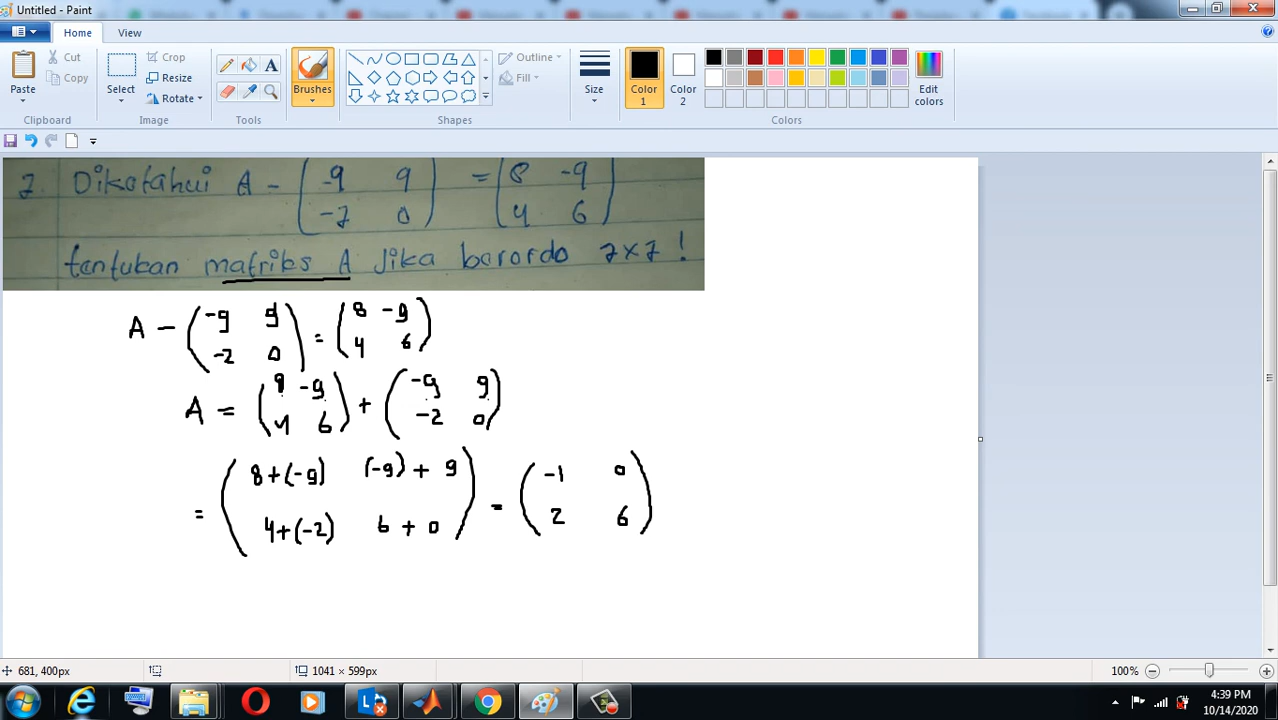 Untitled - Paint
Home View
Paste Cut Copy Clipboard
Select Crop Resize Rotate Image
Tools
Brushes
Outline Fill Shapes
Size
Color 1 Color 2 Edit colors Colors
2. Diketahui A - (-9 9) = (8 -9)
(-2 0) (4 6)
tentukan matriks A Jika berordo 2x2 !
A - (-9 9) = (8 -9)
(-2 0) (4 6)
A = (8 -9) + (-9 9)
(4 6) (-2 0)
= (8+(-9) (-9)+9) = (-1 0)
(4+(-2) 6+0) (2 6)
681, 400px 1041 × 599px 100%
4:39 PM
10/14/2020